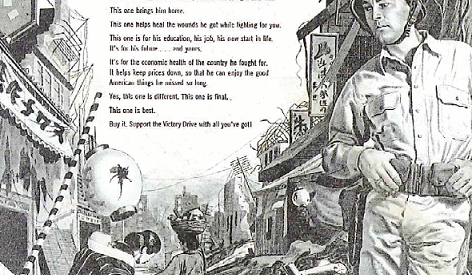 This one brings him home.
This one helps heal the wounds he got while fighting for you.
This one is for his education, his job, his new start in life.
It's for his future . . . and yours.
It's for the economic health of the country he fought for.
It helps keep prices down, so that he can enjoy the good
American things he missed so long.
Yes, this one is different. This one is final.
This one is best.
Buy it. Support the Victory Drive with all you've got!